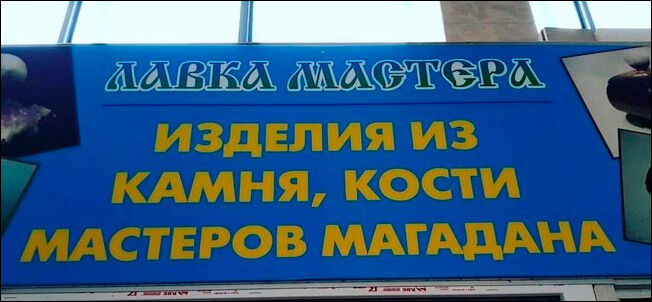 ЛАВКА МАСТЕРА
ИЗДЕЛИЯ ИЗ
КАМНЯ, КОСТИ
МАСТЕРОВ МАГАДАНА